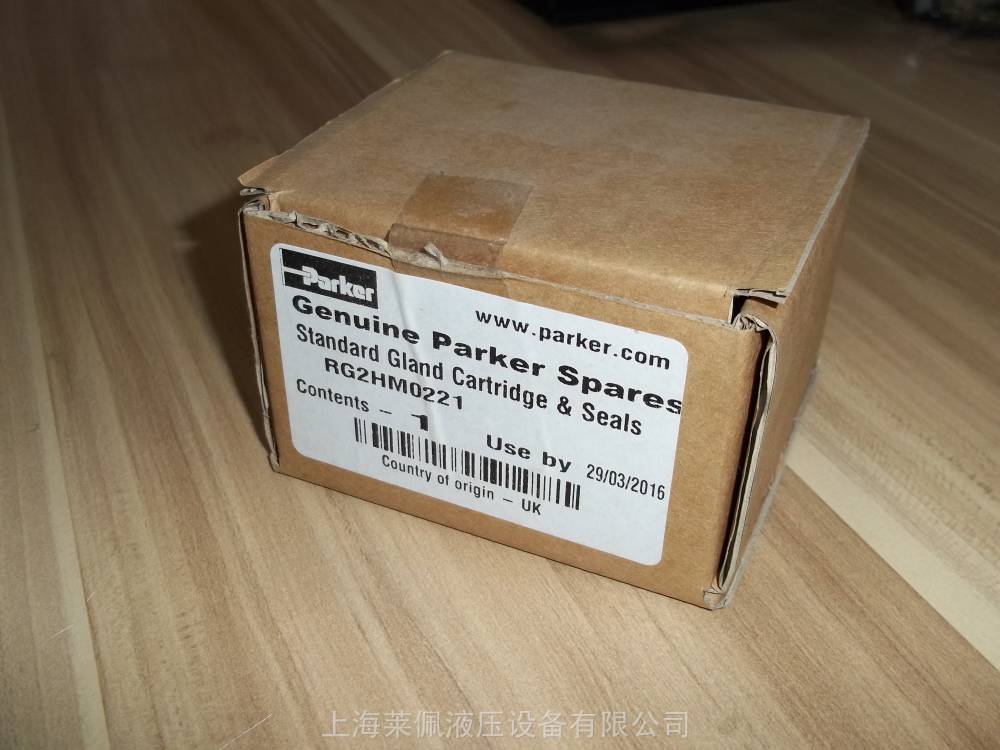 Parker
www.parker.com
Genuine Parker Spares
Standard Gland Cartridge & Seals
RG2HM0221
Contents – 1
Use by 29/03/2016
Country of origin – UK
上海莱佩液压设备有限公司